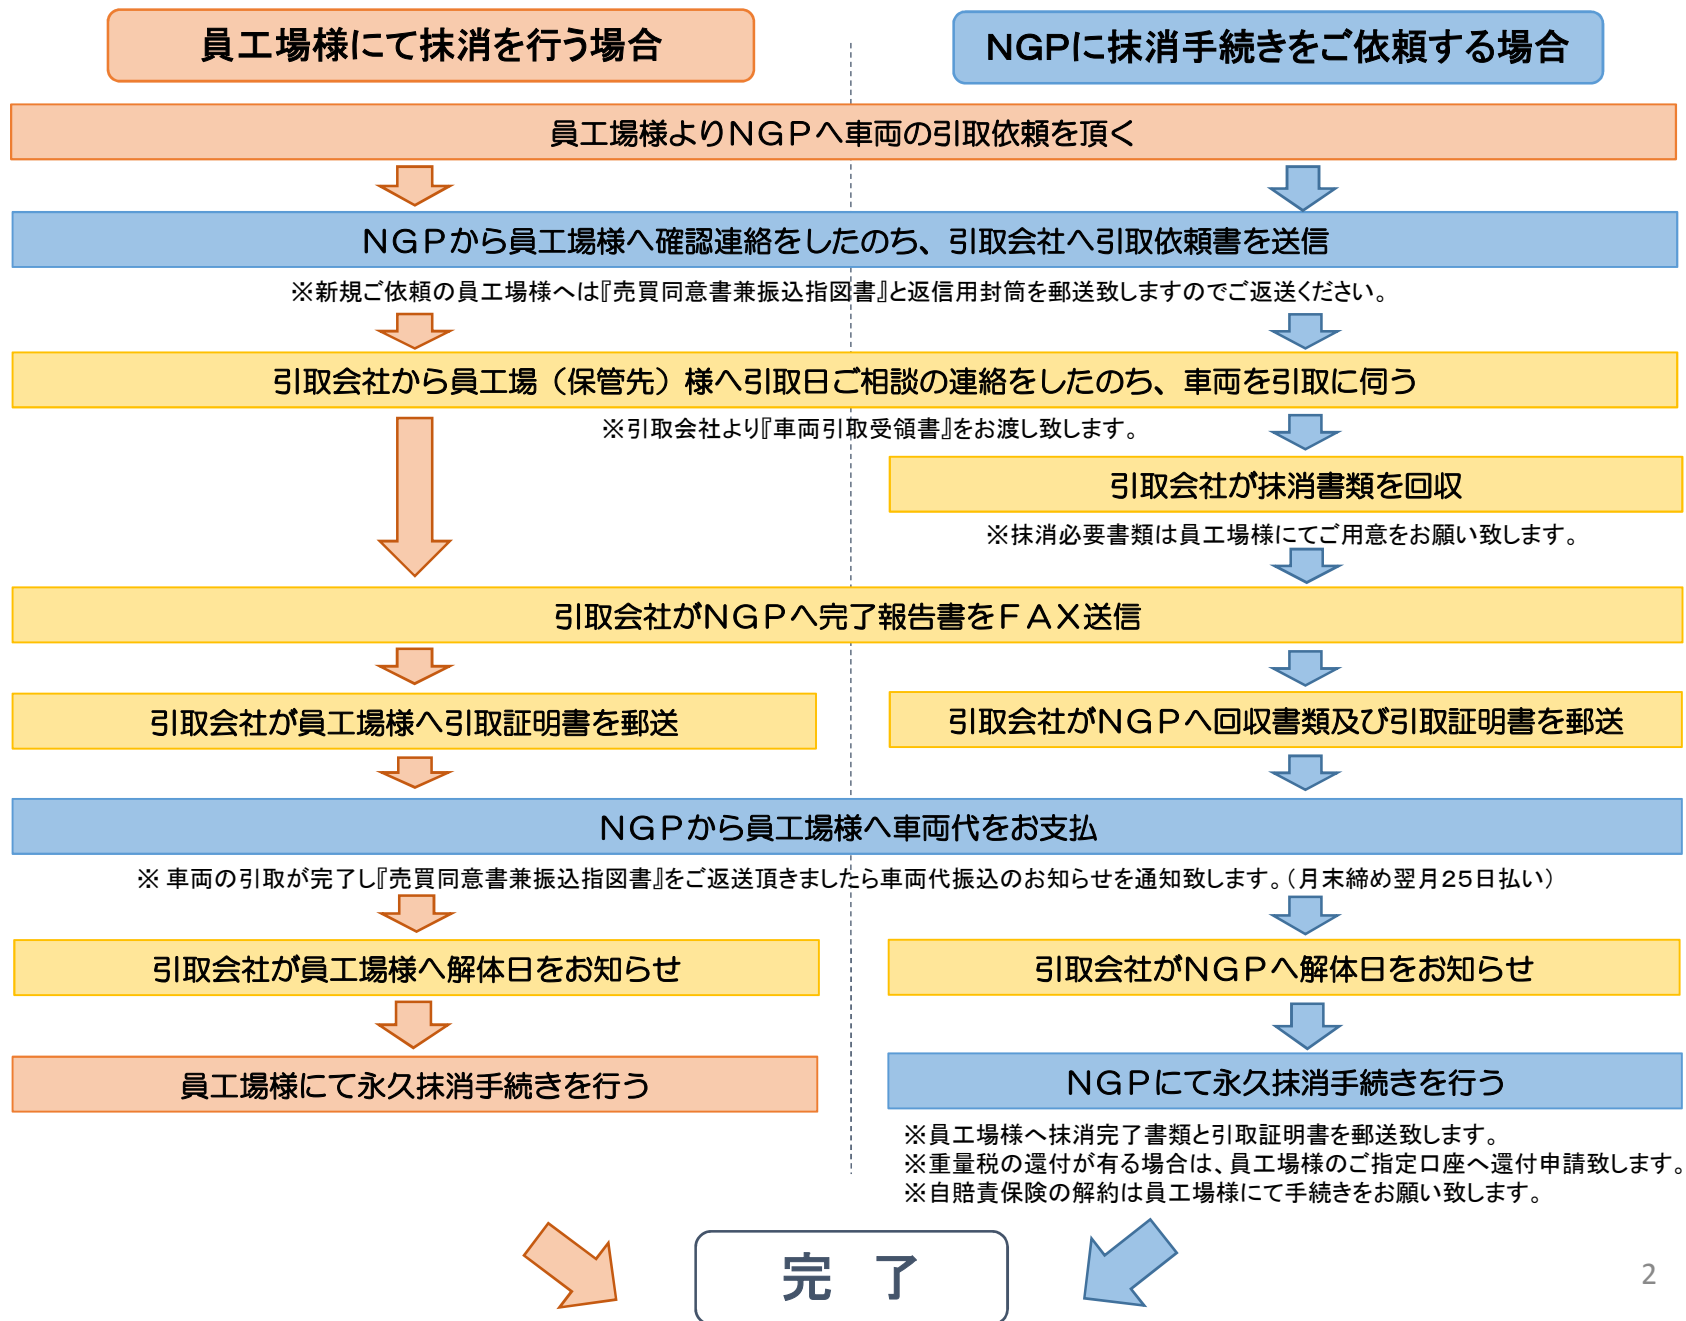 員工場様にて抹消を行う場合
NGPに抹消手続きをご依頼する場合
員工場様よりNGPへ車両の引取依頼を頂く
NGPから員工場様へ確認連絡をしたのち、引取会社へ引取依頼書を送信
※新規ご依頼の員工場様へは『売買同意書兼振込指図書』と返信用封筒を郵送致しますのでご返送ください。
引取会社から員工場（保管先）様へ引取日ご相談の連絡をしたのち、車両を引取に伺う
※引取会社より『車両引取受領書』をお渡し致します。
引取会社が抹消書類を回収
※抹消必要書類は員工場様にてご用意をお願い致します。
引取会社がNGPへ完了報告書をFAX送信
引取会社が員工場様へ引取証明書を郵送
引取会社がNGPへ回収書類及び引取証明書を郵送
NGPから員工場様へ車両代をお支払
※ 車両の引取が完了し『売買同意書兼振込指図書』をご返送頂きましたら車両代振込のお知らせを通知致します。（月末締め翌月25日払い）
引取会社が員工場様へ解体日をお知らせ
引取会社がNGPへ解体日をお知らせ
員工場様にて永久抹消手続きを行う
NGPにて永久抹消手続きを行う
※員工場様へ抹消完了書類と引取証明書を郵送致します。
※重量税の還付が有る場合は、員工場様のご指定口座へ還付申請致します。
※自賠責保険の解約は員工場様にて手続きをお願い致します。
完 了
2